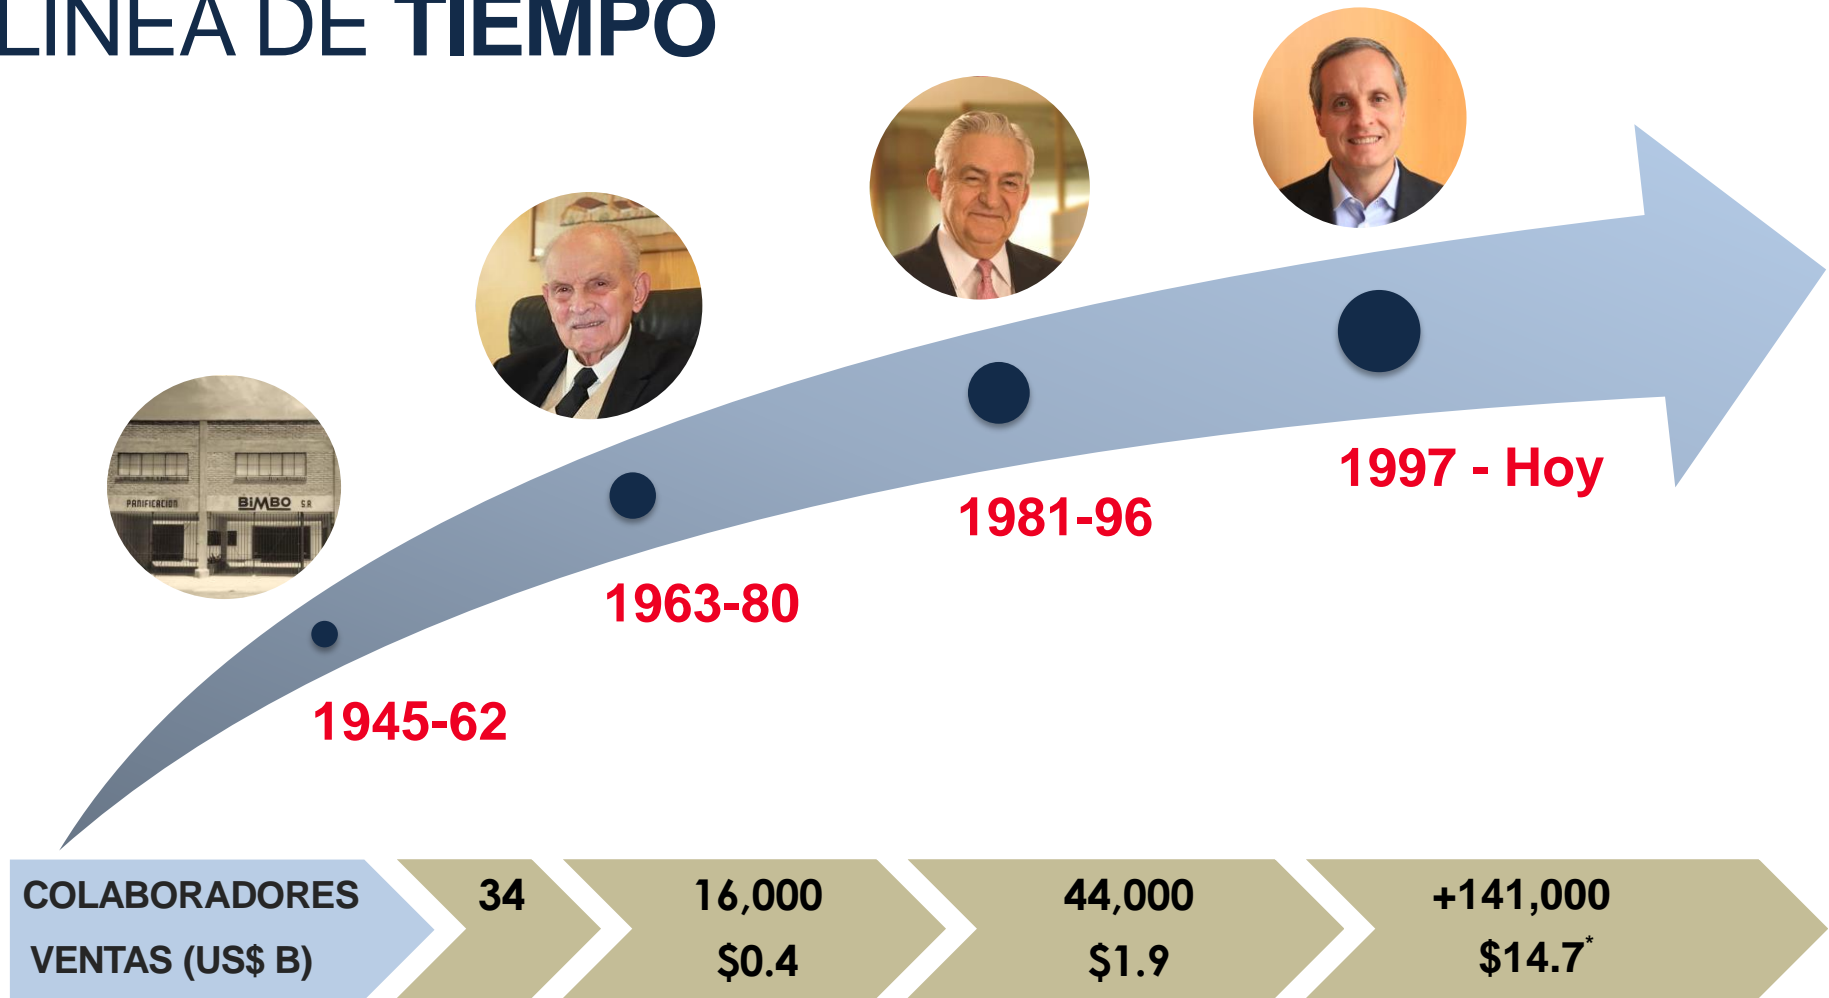 LÍNEA DE TIEMPO
PANIFICACION BIMBO S.A.
1945-62
1963-80
1981-96
1997 - Hoy
COLABORADORES 34 16,000 44,000 +141,000
VENTAS (US$ B) $0.4 $1.9 $14.7*